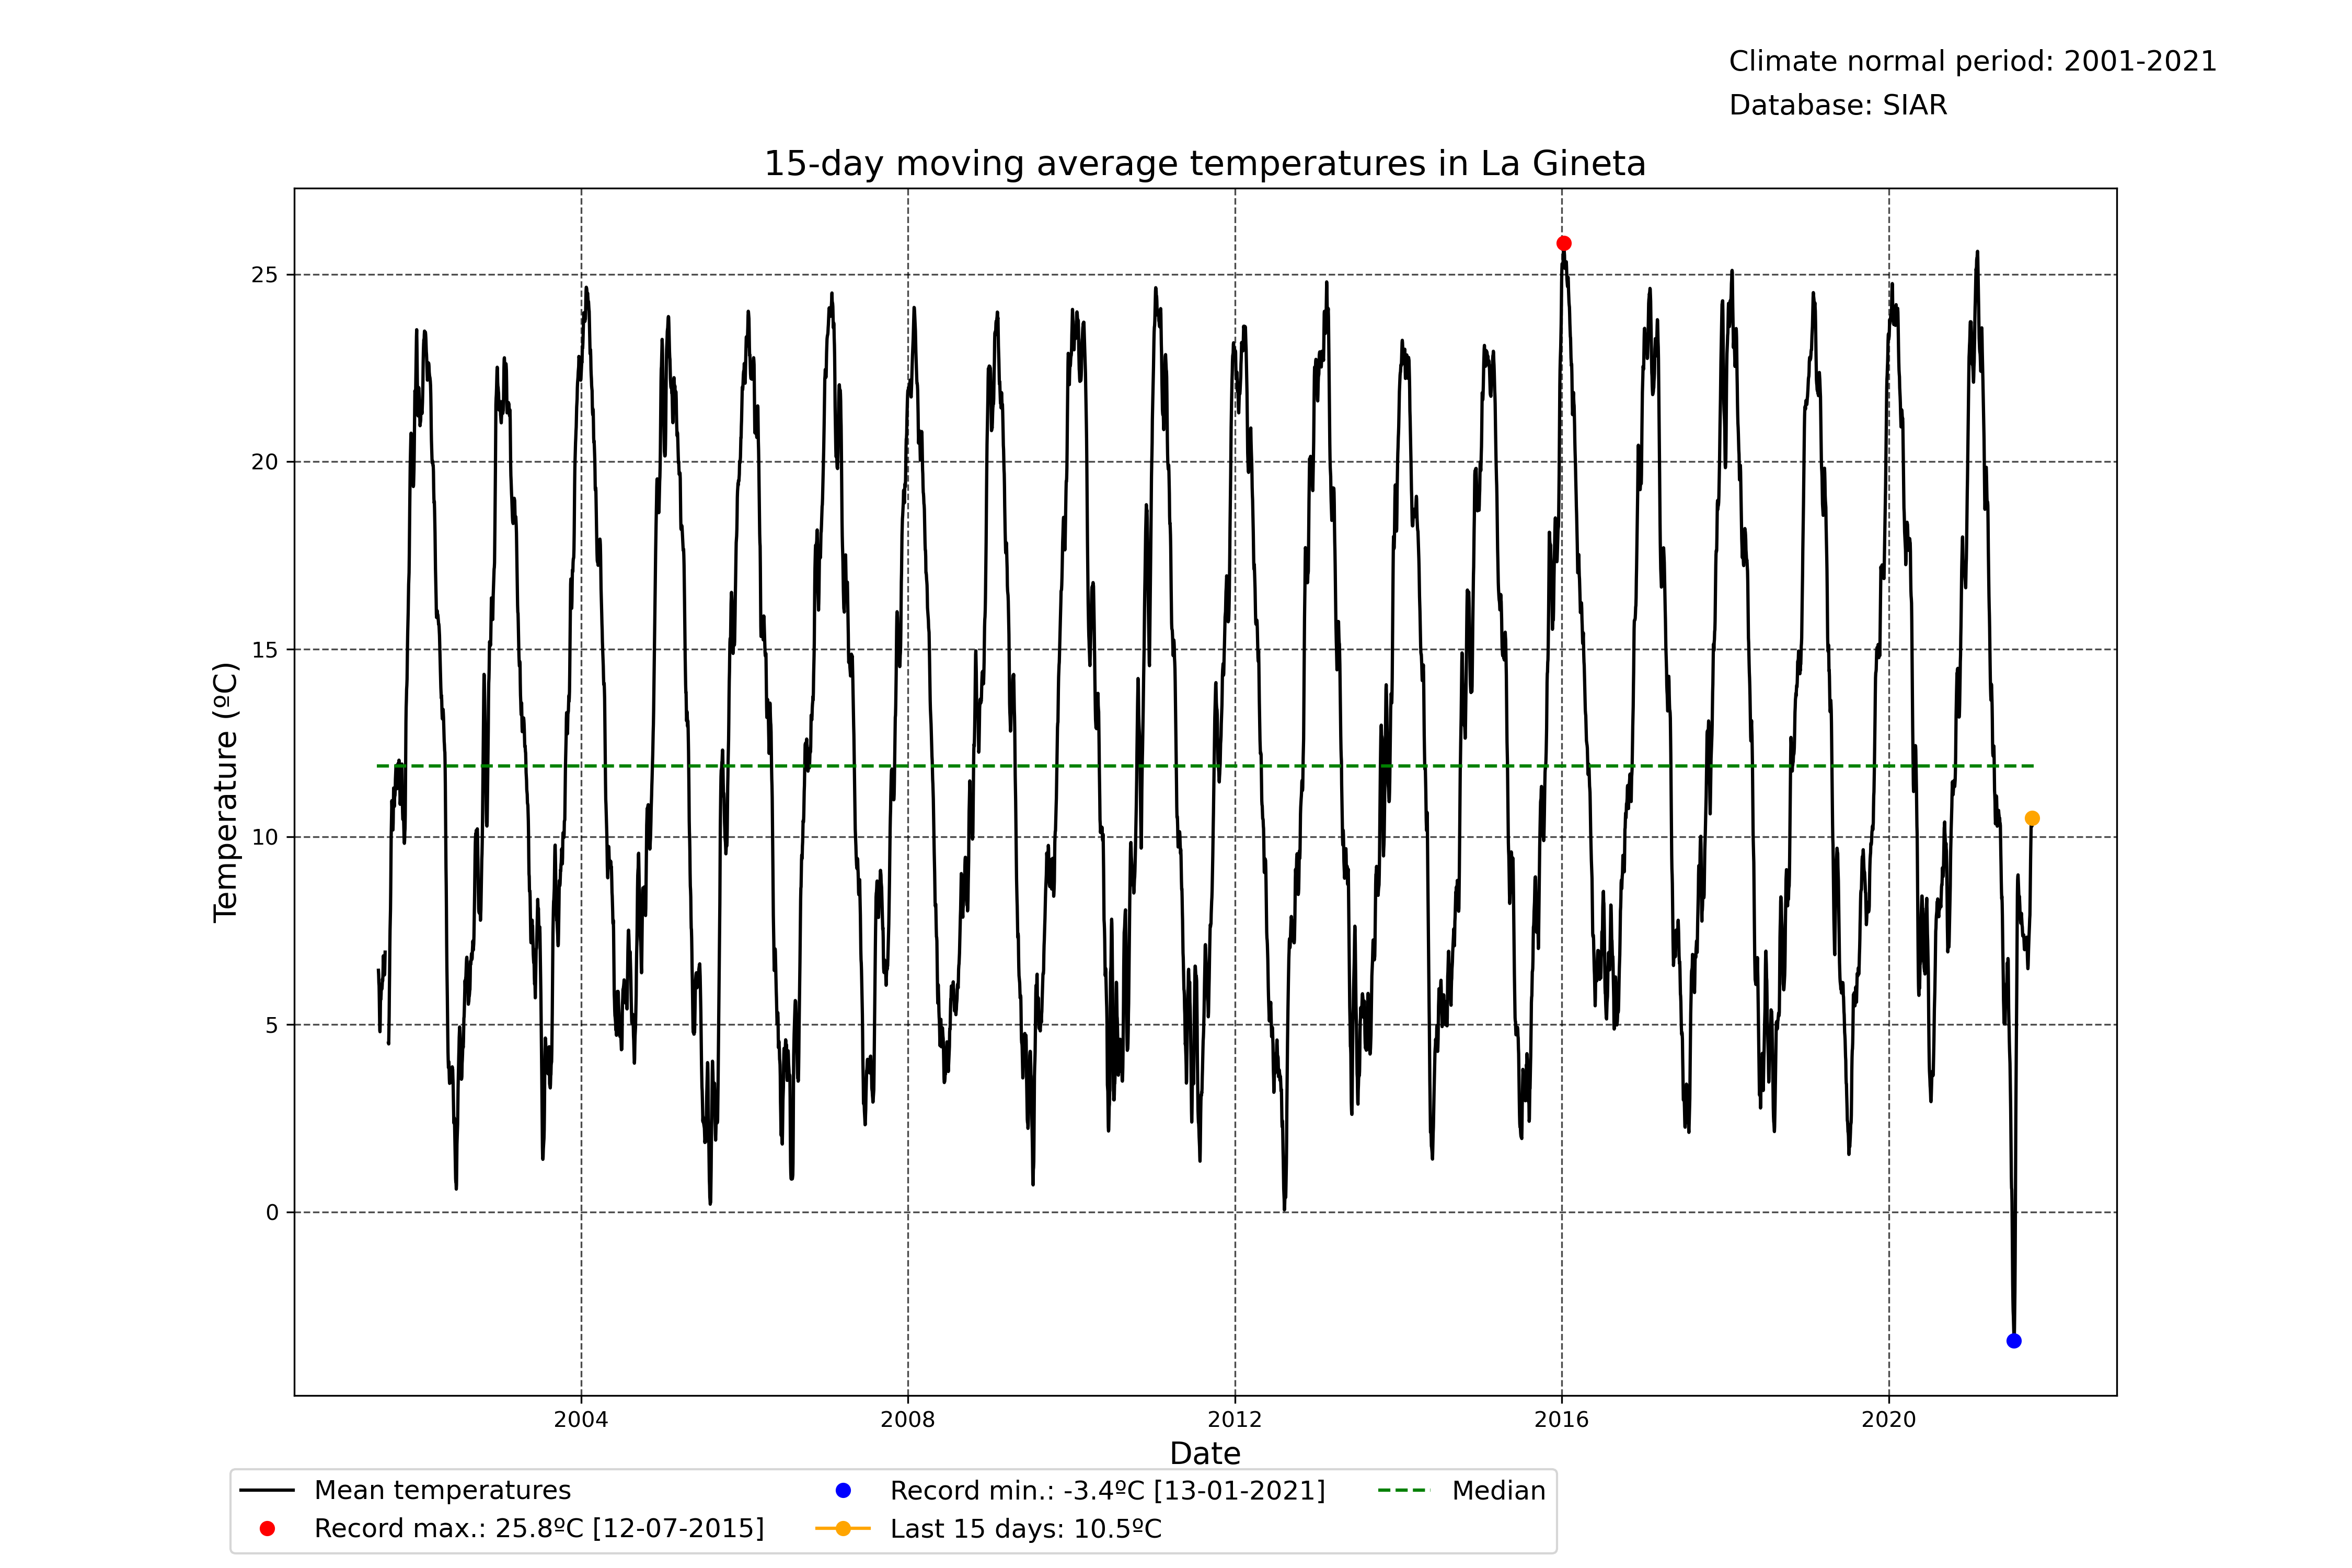 Climate normal period: 2001-2021
Database: SIAR
15-day moving average temperatures in La Gineta
25
20
15
10
5
0
Temperature (ºC)
2004 2008 2012 2016 2020
Date
Mean temperatures
Record max.: 25.8ºC [12-07-2015]
Record min.: -3.4ºC [13-01-2021]
Last 15 days: 10.5ºC
Median